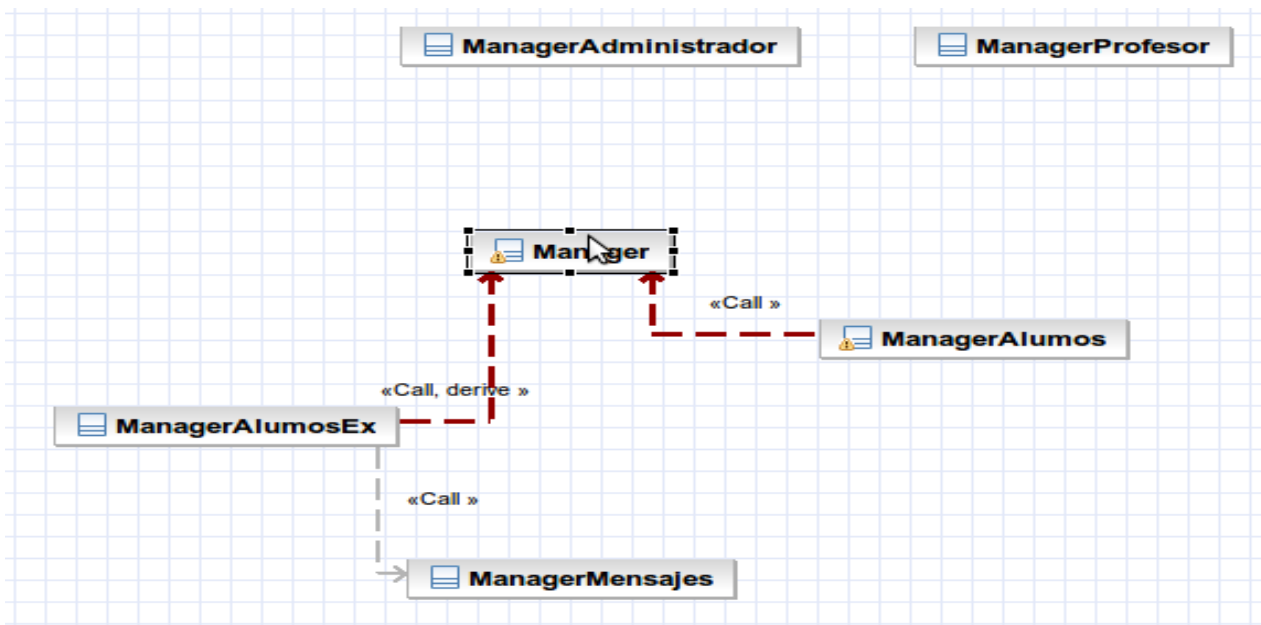 ManagerAdministrador
ManagerProfesor
Manager
«Call »
ManagerAlumos
«Call, derive »
ManagerAlumosEx
«Call »
ManagerMensajes